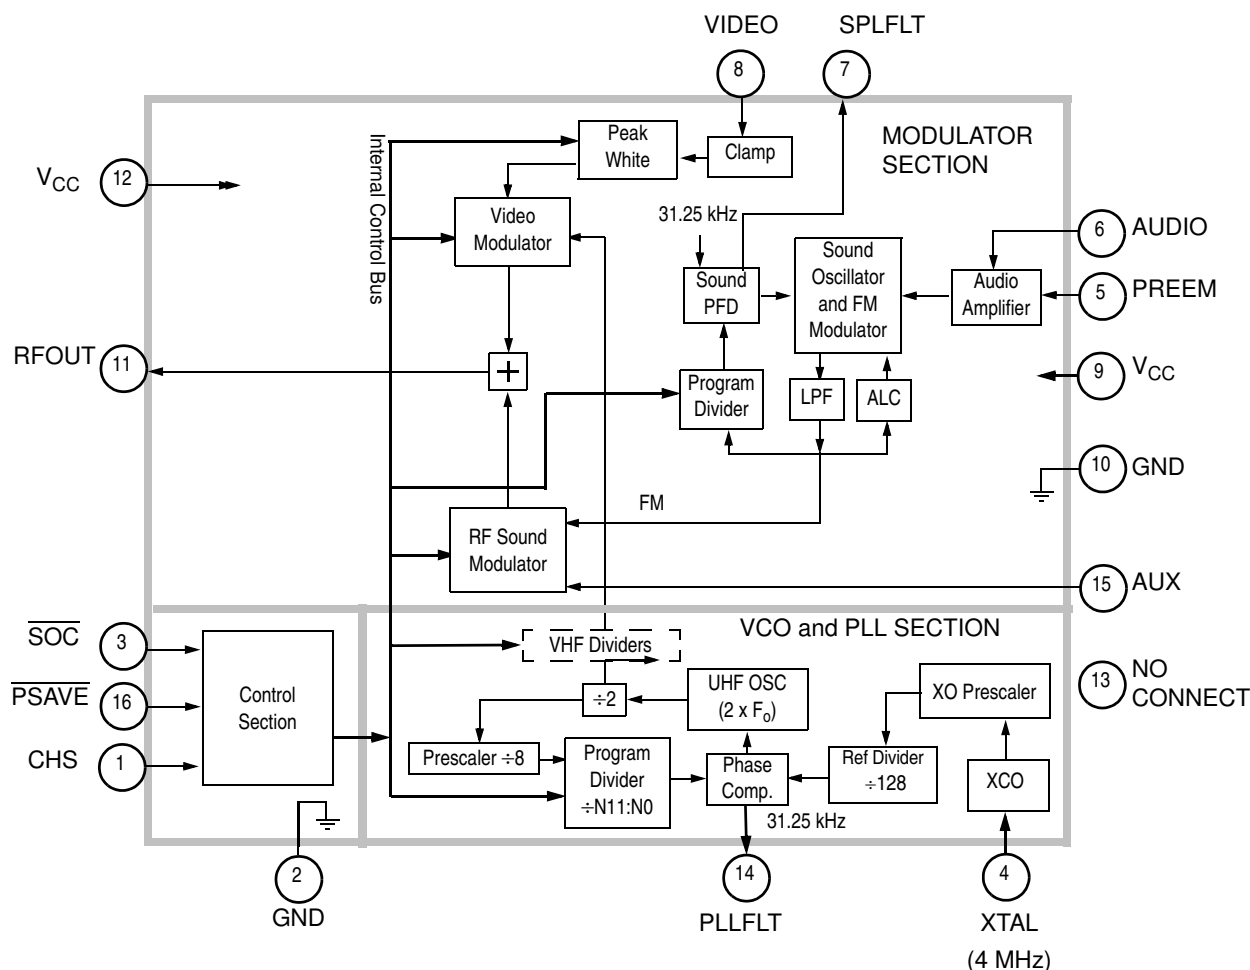 VIDEO
SPLFLT
8
7
Peak
White
Clamp
MODULATOR
SECTION
Internal Control Bus
VCC
12
Video
Modulator
31.25 kHz
6
AUDIO
Sound
PFD
Sound
Oscillator
and FM
Modulator
Audio
Amplifier
5
PREEM
RFOUT
11
+
Program
Divider
LPF
ALC
9
VCC
10
GND
FM
RF Sound
Modulator
15
AUX
SOC
3
VHF Dividers
VCO and PLL SECTION
PSAVE
16
Control
Section
÷2
UHF OSC
(2 x Fo)
XO Prescaler
13
NO
CONNECT
CHS
1
Prescaler ÷8
Program
Divider
÷N11:N0
Phase
Comp.
Ref Divider
÷128
XCO
31.25 kHz
2
GND
14
PLLFLT
4
XTAL
(4 MHz)